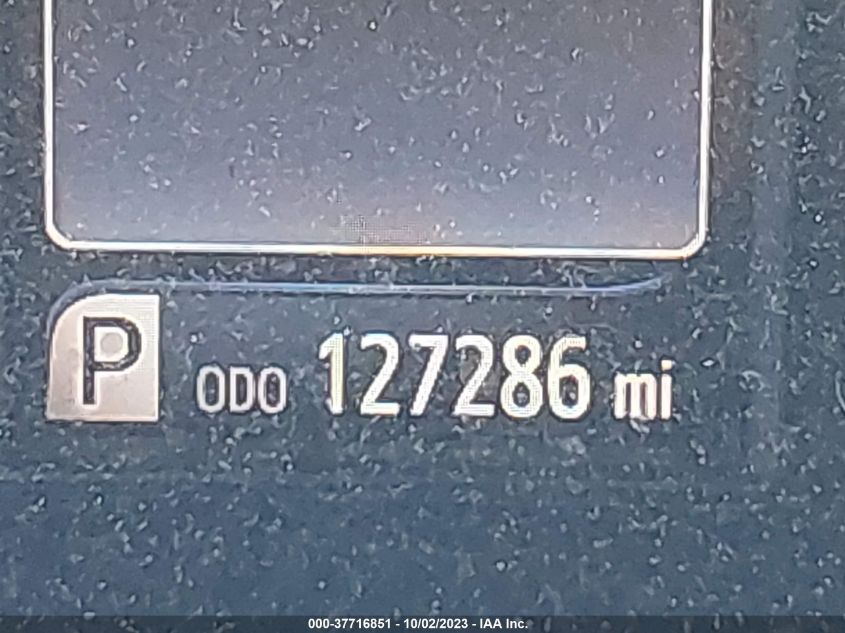 P ODO 127286 mi
000-37716851 - 10/02/2023 - IAA Inc.